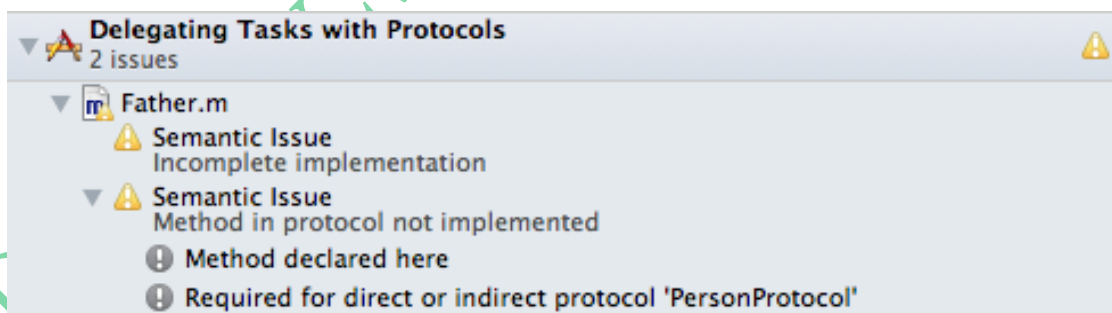 Delegating Tasks with Protocols
2 issues
Father.m
Semantic Issue
Incomplete implementation
Semantic Issue
Method in protocol not implemented
Method declared here
Required for direct or indirect protocol 'PersonProtocol'